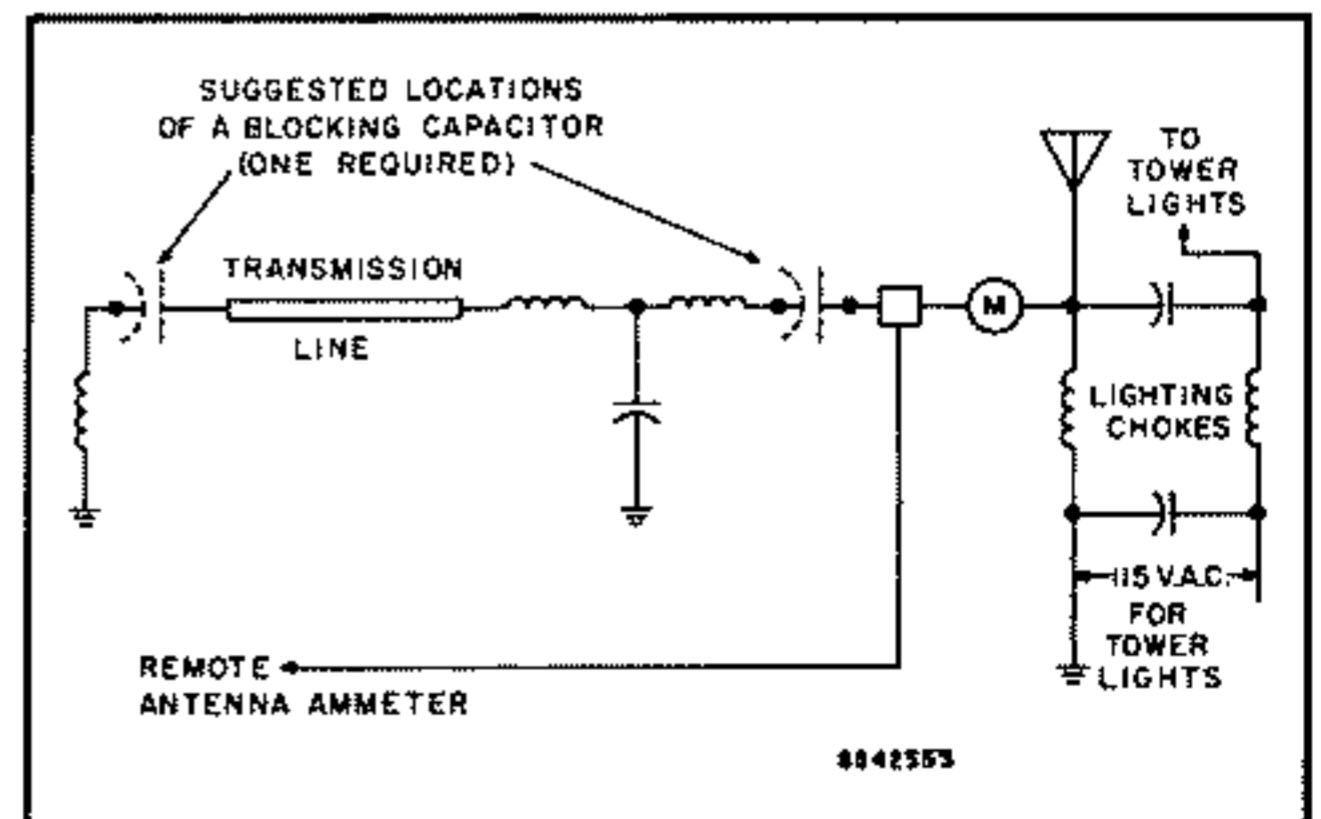 SUGGESTED LOCATIONS
OF A BLOCKING CAPACITOR
(ONE REQUIRED)
TRANSMISSION
LINE
M
TO
TOWER
LIGHTS
LIGHTING
CHOKES
115 V.A.C.
FOR
TOWER
LIGHTS
REMOTE
ANTENNA AMMETER